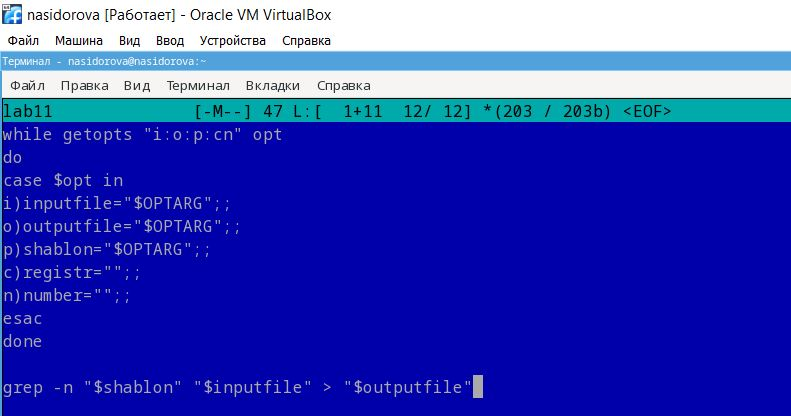 nasidorova [Работает] - Oracle VM VirtualBox
Файл Машина Вид Ввод Устройства Справка
Терминал - nasidorova@nasidorova:~
Файл Правка Вид Терминал Вкладки Справка
lab11 [-M--] 47 L:[ 1+11 12/ 12] *(203 / 203b) <EOF>
while getopts "i:o:p:cn" opt
do
case $opt in
i)inputfile="$OPTARG";;
o)outputfile="$OPTARG";;
p)shablon="$OPTARG";;
c)registr="";;
n)number="";;
esac
done
grep -n "$shablon" "$inputfile" > "$outputfile"